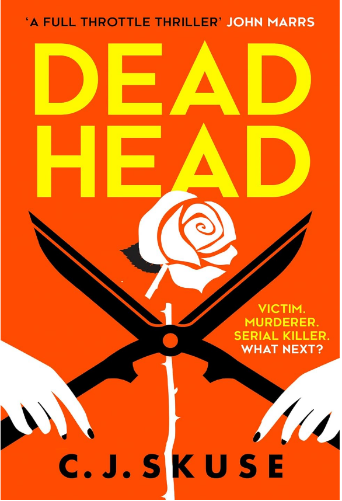 'A FULL THROTTLE THRILLER' JOHN MARRS
DEAD
HEAD
VICTIM.
MURDERER.
SERIAL KILLER.
WHAT NEXT?
C. J. SKUSE